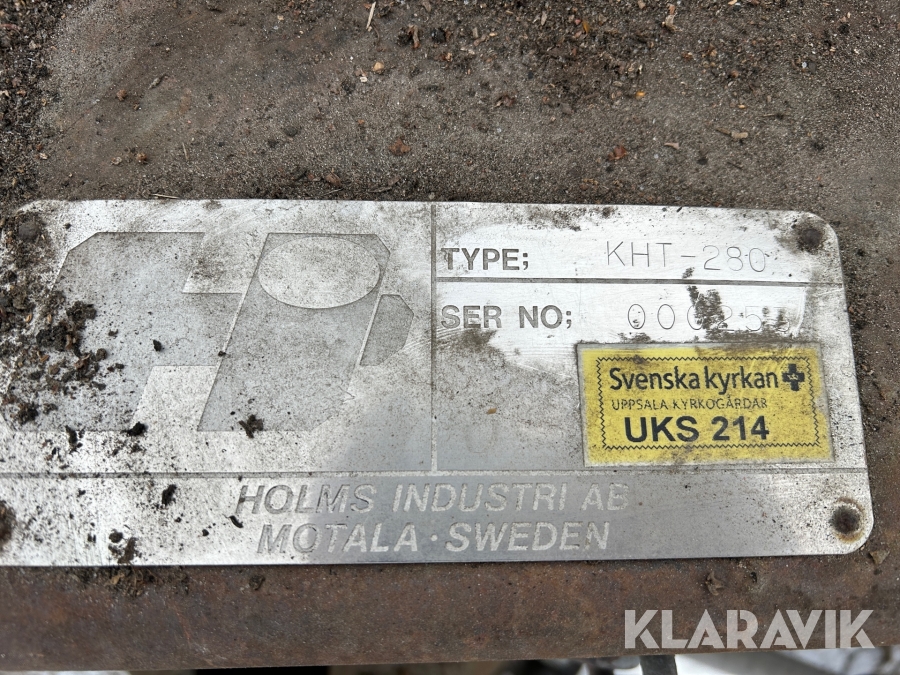 TYPE; KHT-280
SER NO;
Svenska kyrkan
UPPSALA KYRKOGÅRDAR
UKS 214
HOLMS INDUSTRI AB
MOTALA · SWEDEN
KLARAVIK